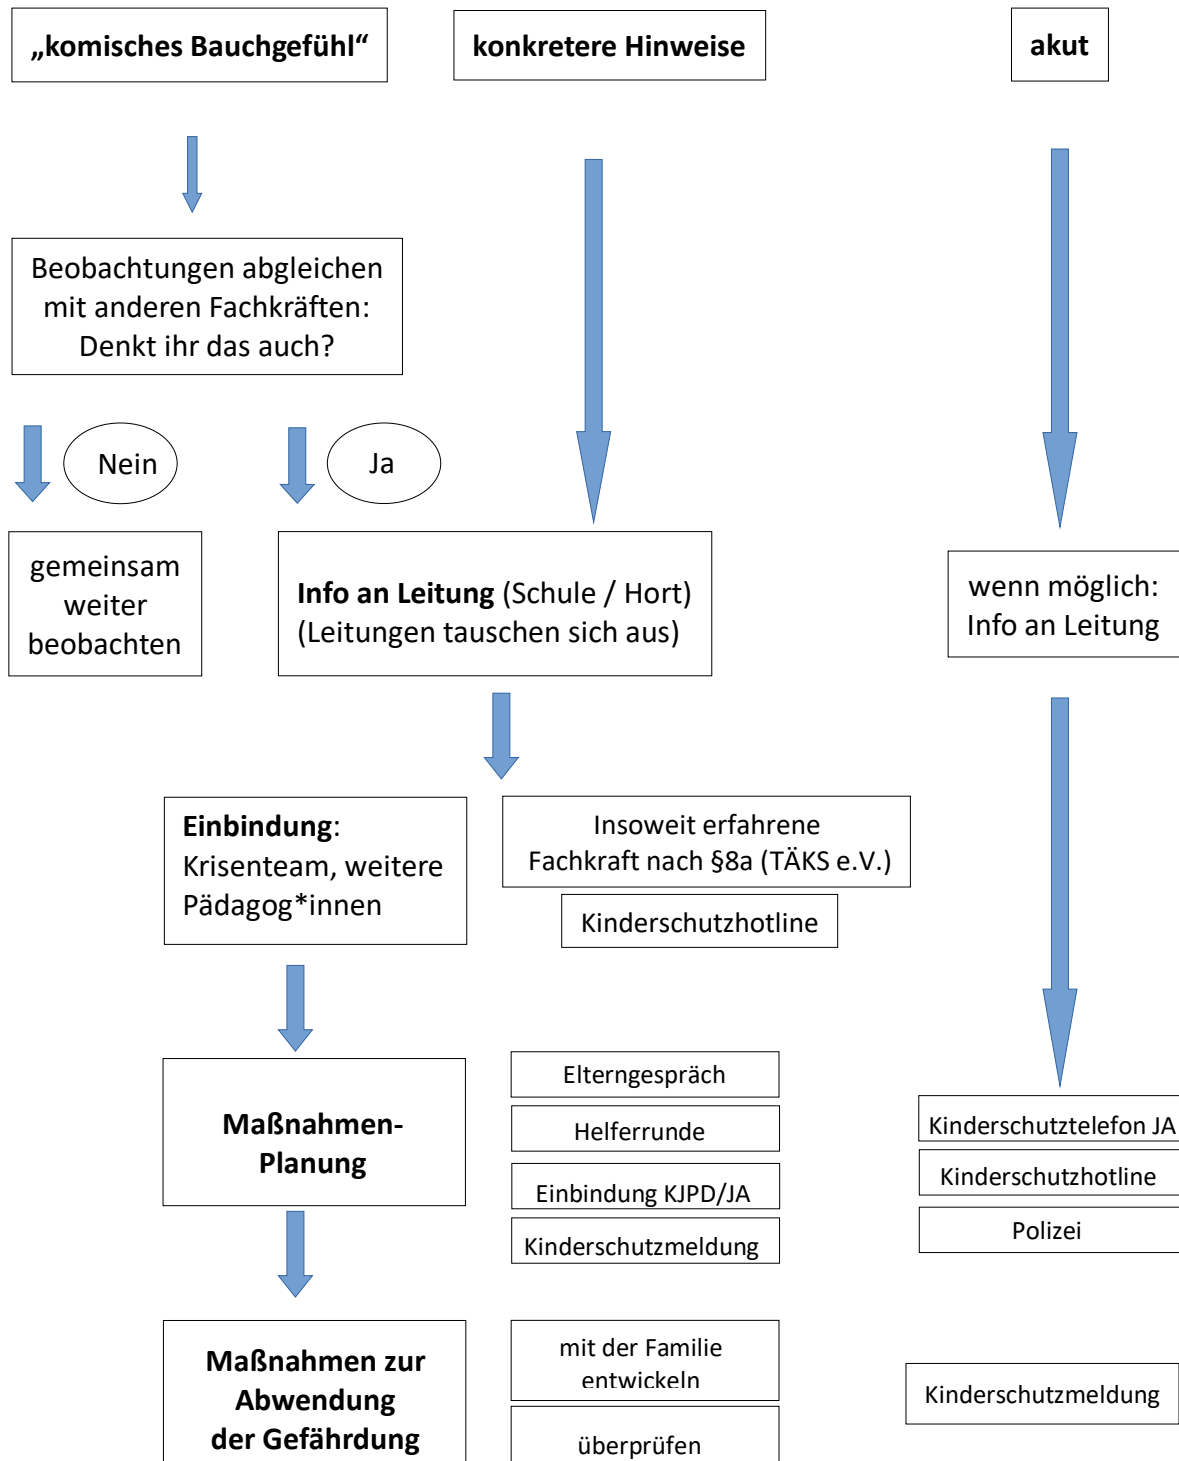 „komisches Bauchgefühl“
konkretere Hinweise
akut
Beobachtungen abgleichen
mit anderen Fachkräften:
Denkt ihr das auch?
Nein
Ja
gemeinsam
weiter
beobachten
Info an Leitung (Schule / Hort)
(Leitungen tauschen sich aus)
wenn möglich:
Info an Leitung
Einbindung:
Krisenteam, weitere
Pädagog*innen
Insoweit erfahrene
Fachkraft nach §8a (TÄKS e.V.)
Kinderschutzhotline
Maßnahmen-
Planung
Elterngespräch
Helferrunde
Einbindung KJPD/JA
Kinderschutzmeldung
Kinderschutztelefon JA
Kinderschutzhotline
Polizei
Maßnahmen zur
Abwendung
der Gefährdung
mit der Familie
entwickeln
überprüfen
Kinderschutzmeldung